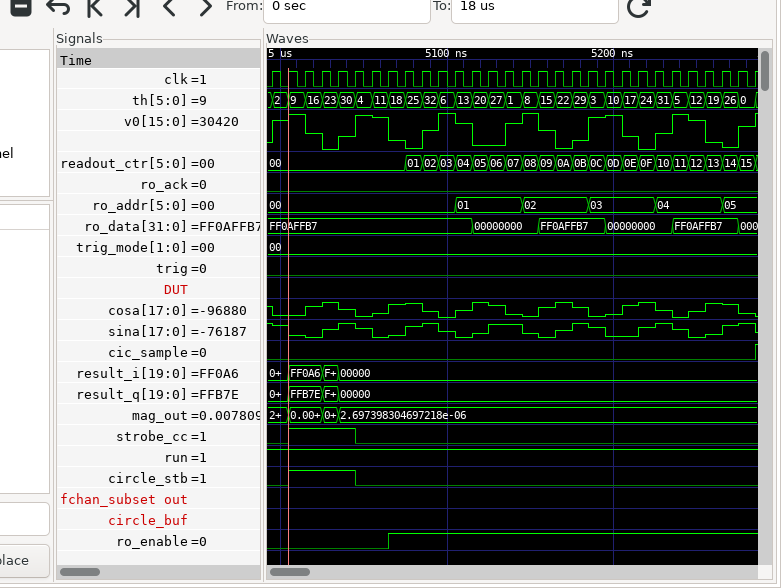 From: 0 sec To: 18 us
Signals Waves
Time 5 us 5100 ns 5200 ns
clk=1
th[5:0]=9 2 9 16 23 30 4 11 18 25 32 6 13 20 27 1 8 15 22 29 3 10 17 24 31 5 12 19 26 0
v0[15:0]=30420
nel
readout_ctr[5:0]=00 00 01 02 03 04 05 06 07 08 09 0A 0B 0C 0D 0E 0F 10 11 12 13 14 15
ro_ack=0
ro_addr[5:0]=00 00 01 02 03 04 05
ro_data[31:0]=FF0AFFB7 FF0AFFB7 00000000 FF0AFFB7 00000000 FF0AFFB7 000
trig_mode[1:0]=00 00
trig=0
DUT
cosa[17:0]=-96880
sina[17:0]=-76187
cic_sample=0
result_i[19:0]=FF0A6 0+ FF0A6 F+ 00000
result_q[19:0]=FFB7E 0+ FFB7E F+ 00000
mag_out=0.007809 2+ 0.00+ 0+ 2.697398304697218e-06
strobe_cc=1
run=1
circle_stb=1
fchan_subset out
circle_buf
ro_enable=0
place